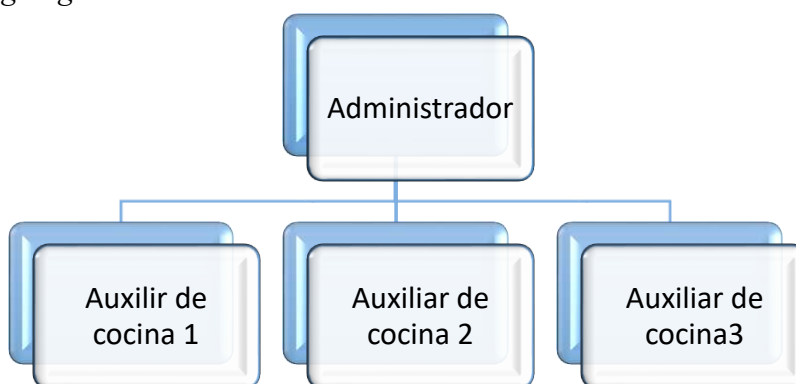 Administrador
Auxilir de
cocina 1
Auxiliar de
cocina 2
Auxiliar de
cocina3